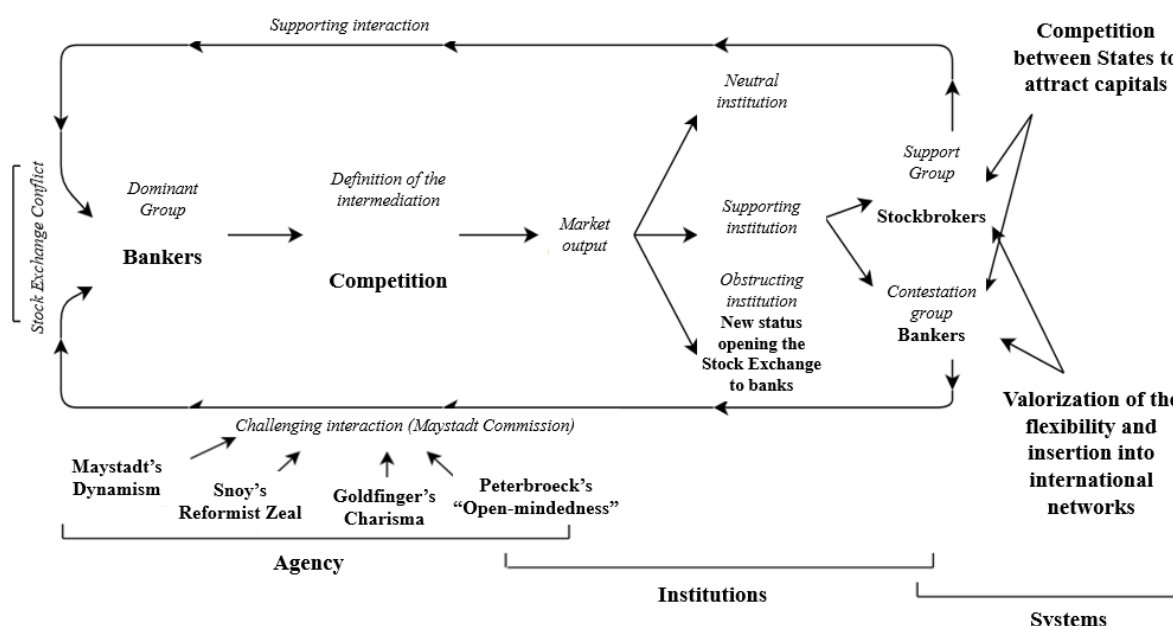 Supporting interaction
Competition
between States to
attract capitals
Neutral
institution
Support
Group
Stockbrokers
Stock Exchange Conflict
Dominant
Group
Bankers
Definition of the
intermediation
Competition
Market
output
Supporting
institution
Obstructing
institution
New status
opening the
Stock Exchange
to banks
Contestation
group
Bankers
Valorization of the
flexibility and
insertion into
international
networks
Challenging interaction (Maystadt Commission)
Maystadt's
Dynamism
Snoy's
Reformist Zeal
Goldfinger's
Charisma
Peterbroeck's
“Open-mindedness”
Agency
Institutions
Systems